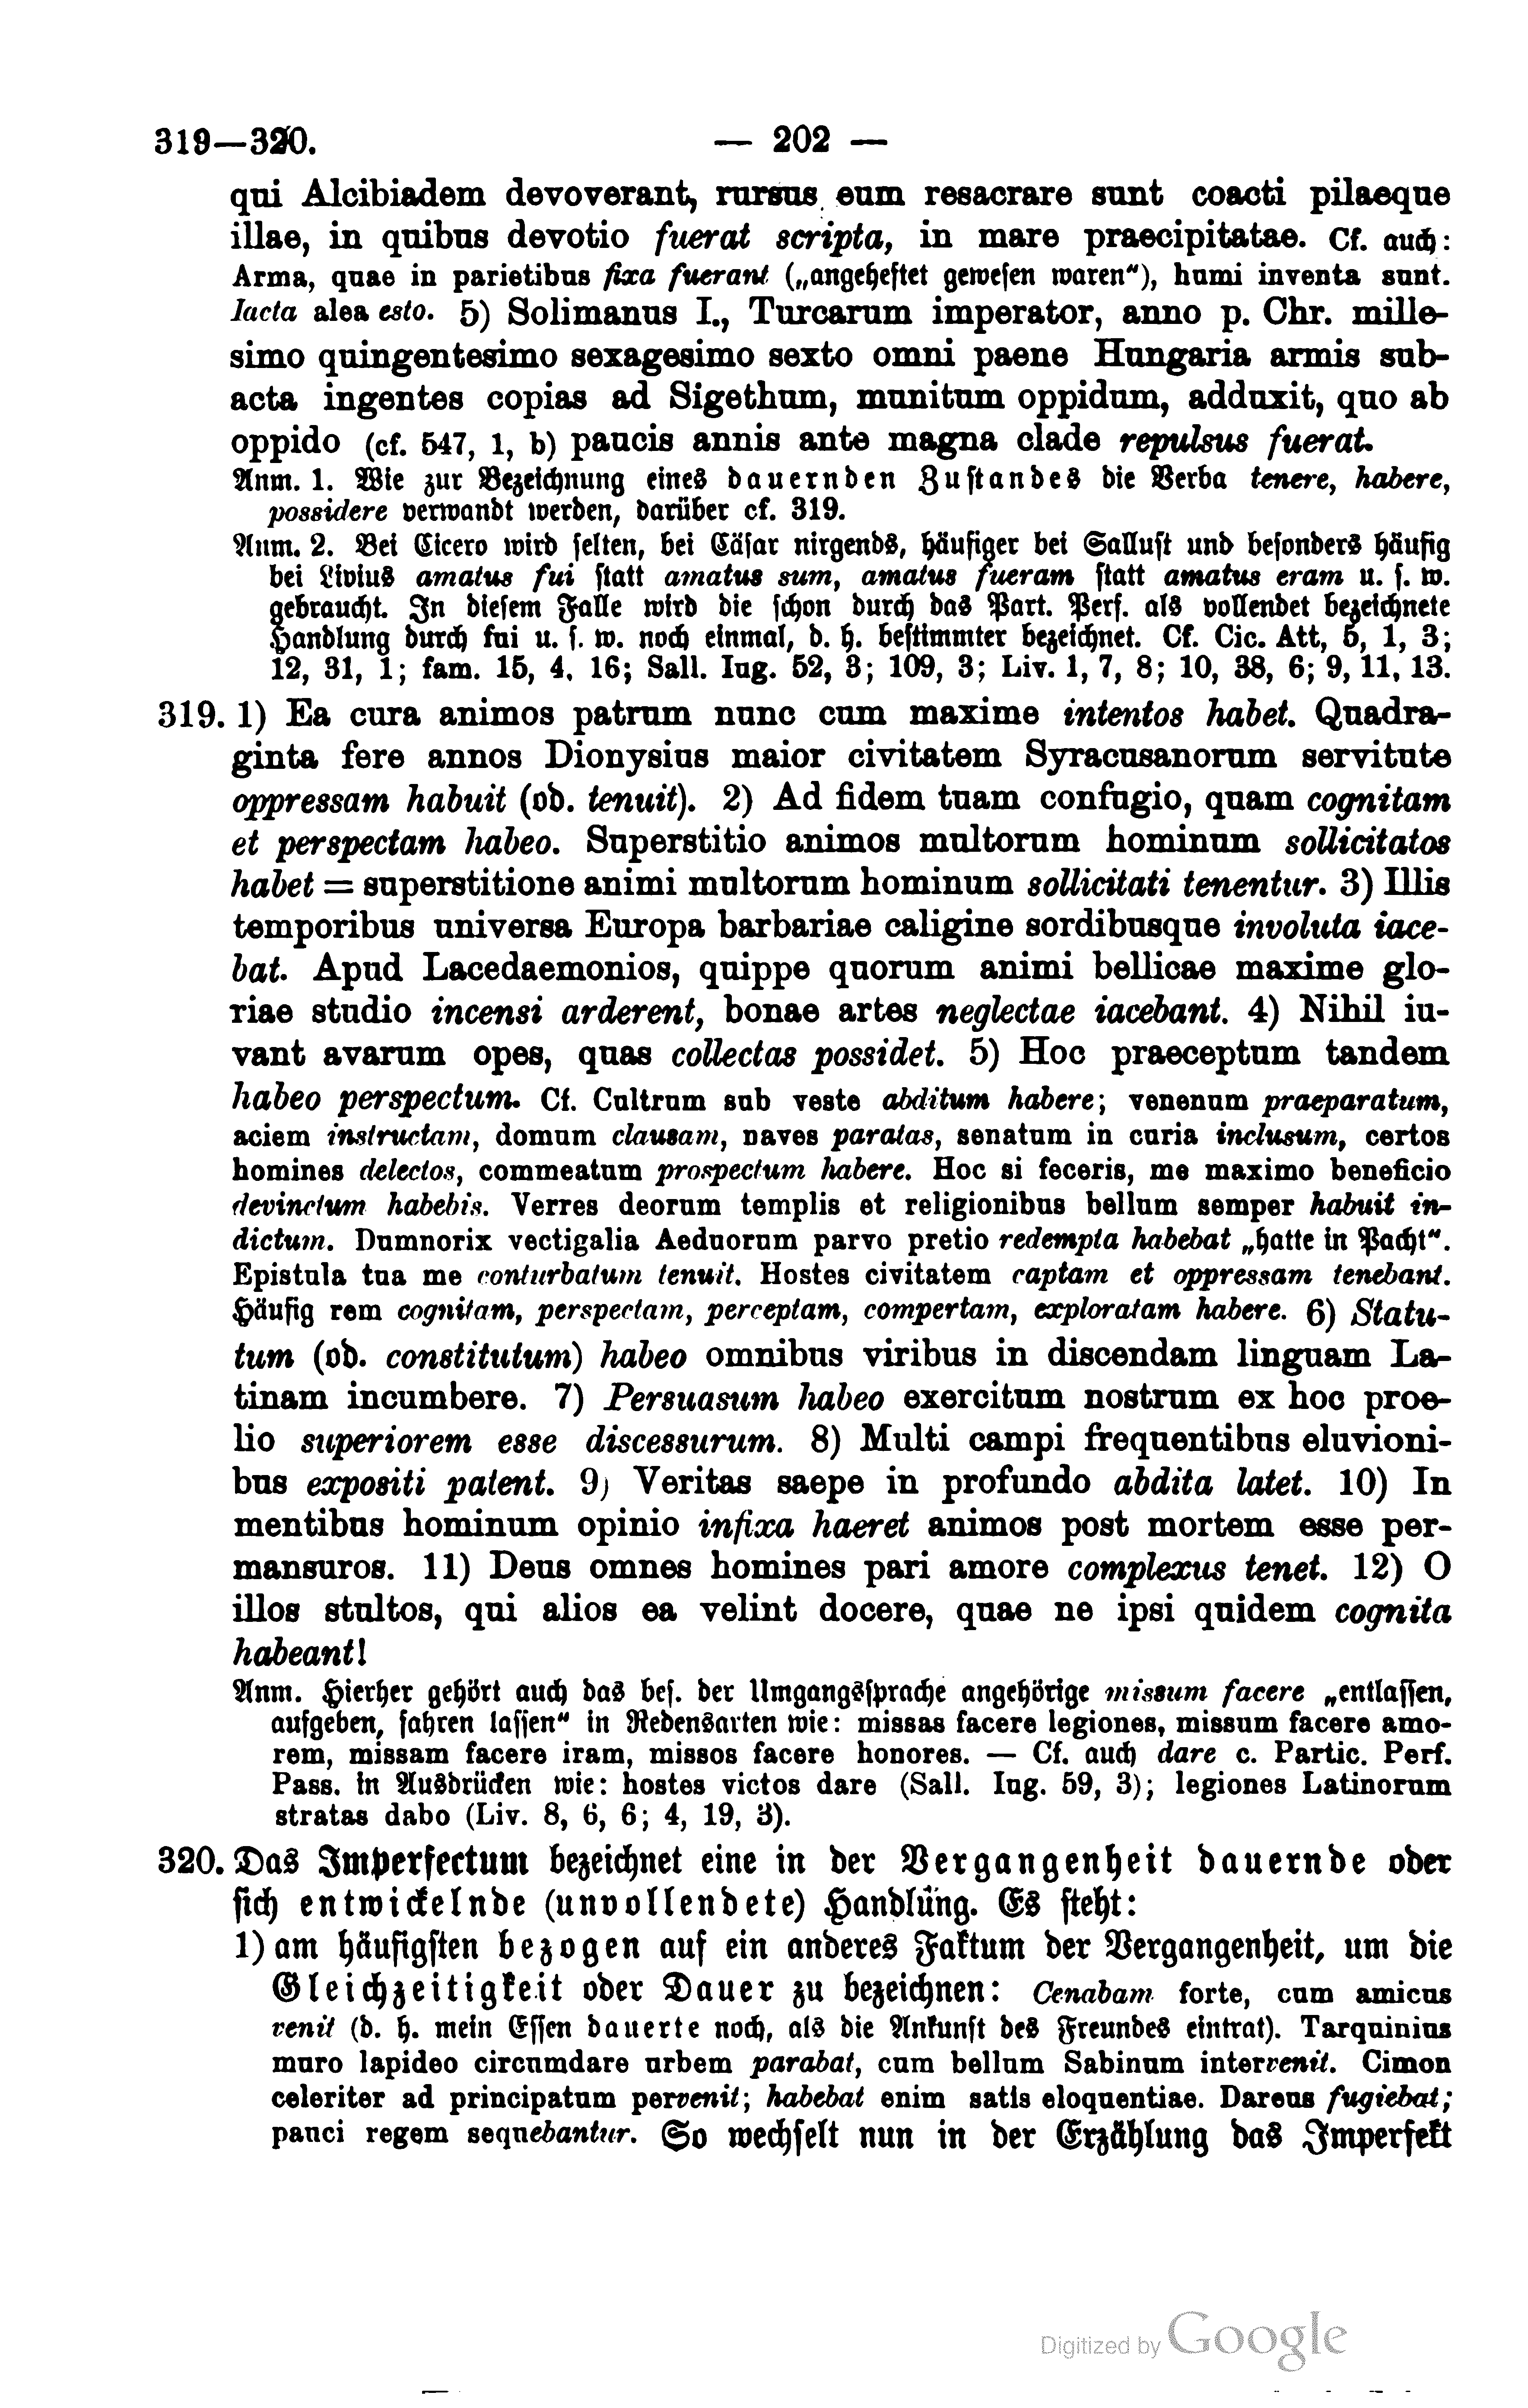 319—320. — 202 —
qui Alcibiadem devoverant, rursus eum resacrare sunt coacti pilaeque
illae, in quibus devotio fuerat scripta, in mare praecipitatae. Cf. auch:
Arma, quae in parietibus fixa fuerant („angeheftet gewesen waren“), humi inventa sunt.
Iacta alea esto. 5) Solimanus I., Turcarum imperator, anno p. Chr. mille-
simo quingentesimo sexagesimo sexto omni paene Hungaria armis sub-
acta ingentes copias ad Sigethum, munitum oppidum, adduxit, quo ab
oppido (cf. 547, 1, b) paucis annis ante magna clade repulsus fuerat.
Anm. 1. Wie zur Bezeichnung eines dauernden Zustandes die Verba tenere, habere,
possidere verwandt werden, darüber cf. 319.
Anm. 2. Bei Cicero wird selten, bei Cäsar nirgends, häufiger bei Sallust und besonders häufig
bei Livius amatus fui statt amatus sum, amatus fueram statt amatus eram u. s. w.
gebraucht. In diesem Falle wird die schon durch das Part. Perf. als vollendet bezeichnete
Handlung durch fui u. s. w. noch einmal, d. h. bestimmter bezeichnet. Cf. Cic. Att, 5, 1, 3;
12, 31, 1; fam. 15, 4, 16; Sall. Iug. 52, 3; 109, 3; Liv. 1, 7, 8; 10, 38, 6; 9, 11, 13.
319. 1) Ea cura animos patrum nunc cum maxime intentos habet. Quadra-
ginta fere annos Dionysius maior civitatem Syracusanorum servitute
oppressam habuit (od. tenuit). 2) Ad fidem tuam confugio, quam cognitam
et perspectam habeo. Superstitio animos multorum hominum sollicitatos
habet = superstitione animi multorum hominum sollicitati tenentur. 3) Illis
temporibus universa Europa barbariae caligine sordibusque involuta iace-
bat. Apud Lacedaemonios, quippe quorum animi bellicae maxime glo-
riae studio incensi arderent, bonae artes neglectae iacebant. 4) Nihil iu-
vant avarum opes, quas collectas possidet. 5) Hoc praeceptum tandem
habeo perspectum. Cf. Cultrum sub veste abditum habere; venenum praeparatum,
aciem instructam, domum clausam, naves paratas, senatum in curia inclusum, certos
homines delectos, commeatum prospectum habere. Hoc si feceris, me maximo beneficio
devinctum habebis. Verres deorum templis et religionibus bellum semper habuit in-
dictum. Dumnorix vectigalia Aeduorum parvo pretio redempta habebat „hatte in Pacht“.
Epistula tua me conturbatum tenuit. Hostes civitatem captam et oppressam tenebant.
Häufig rem cognitam, perspectam, perceptam, compertam, exploratam habere. 6) Statu-
tum (od. constitutum) habeo omnibus viribus in discendam linguam La-
tinam incumbere. 7) Persuasum habeo exercitum nostrum ex hoc proe-
lio superiorem esse discessurum. 8) Multi campi frequentibus eluvioni-
bus expositi patent. 9) Veritas saepe in profundo abdita latet. 10) In
mentibus hominum opinio infixa haeret animos post mortem esse per-
mansuros. 11) Deus omnes homines pari amore complexus tenet. 12) O
illos stultos, qui alios ea velint docere, quae ne ipsi quidem cognita
habeant!
Anm. Hierher gehört auch das bes. der Umgangssprache angehörige missum facere „entlassen,
aufgeben, fahren lassen“ in Redensarten wie: missas facere legiones, missum facere amo-
rem, missam facere iram, missos facere honores. — Cf. auch dare c. Partic. Perf.
Pass. in Ausdrücken wie: hostes victos dare (Sall. Iug. 59, 3); legiones Latinorum
stratas dabo (Liv. 8, 6, 6; 4, 19, 3).
320. Das Imperfectum bezeichnet eine in der Vergangenheit dauernde oder
sich entwickelnde (unvollendete) Handlung. Es steht:
1) am häufigsten bezogen auf ein anderes Faktum der Vergangenheit, um die
Gleichzeitigkeit oder Dauer zu bezeichnen: Cenabam forte, cum amicus
venit (d. h. mein Essen dauerte noch, als die Ankunft des Freundes eintrat). Tarquinius
muro lapideo circumdare urbem parabat, cum bellum Sabinum intervenit. Cimon
celeriter ad principatum pervenit; habebat enim satis eloquentiae. Dareus fugiebat;
pauci regem sequebantur. So wechselt nun in der Erzählung das Imperfekt
Digitized by Google